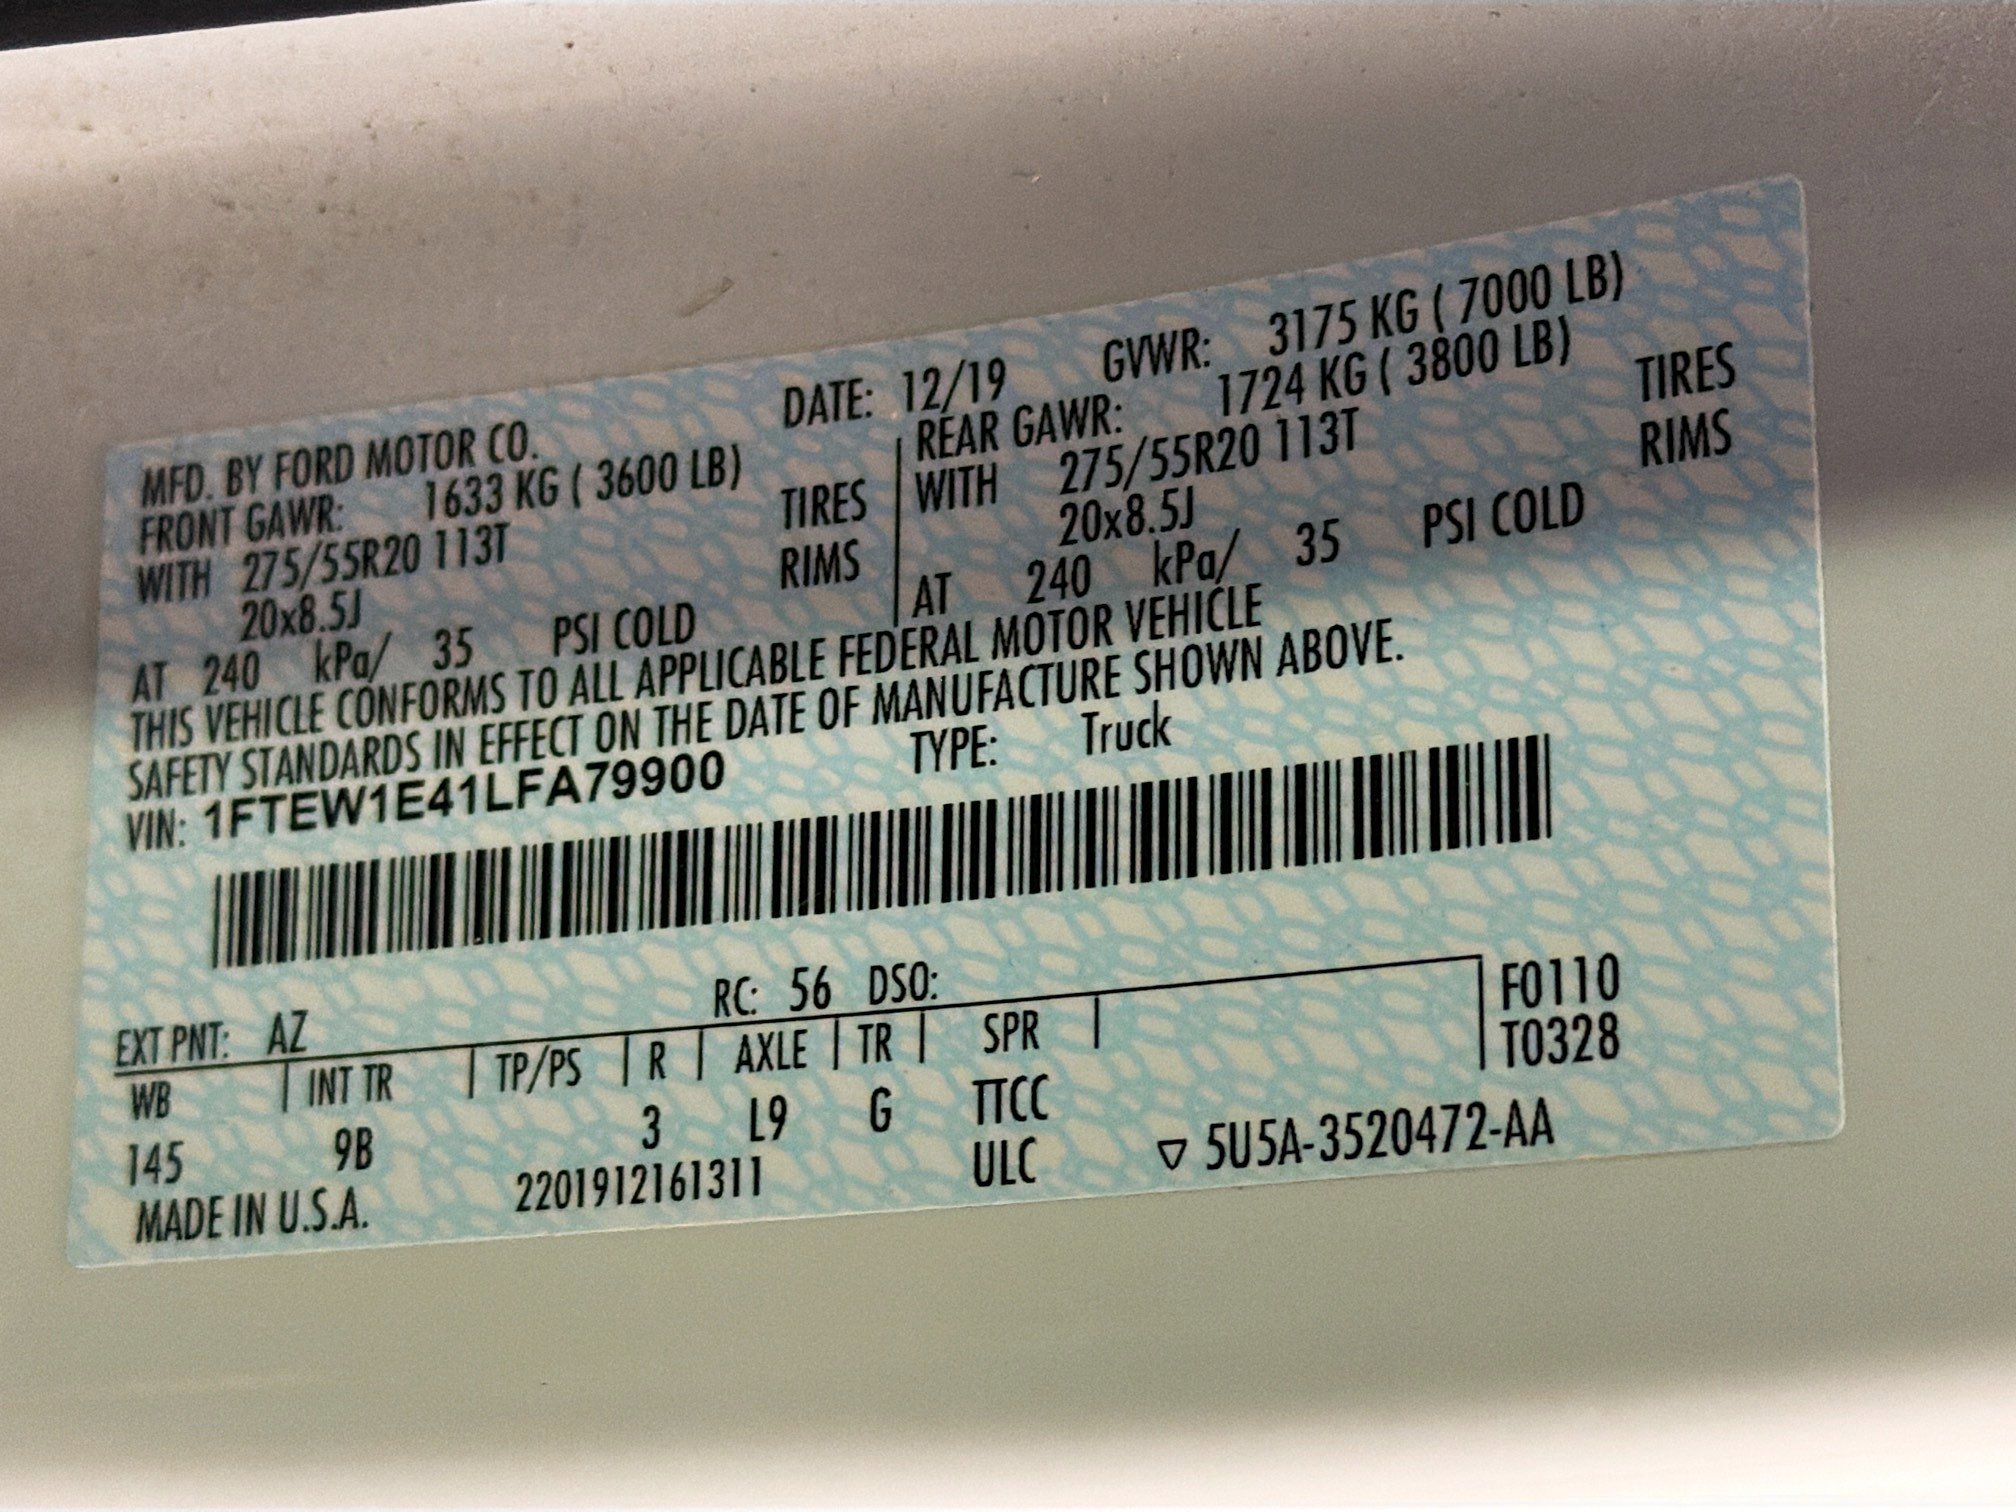 MFD. BY FORD MOTOR CO. DATE: 12/19 GVWR: 3175 KG ( 7000 LB)
FRONT GAWR: 1633 KG ( 3600 LB) REAR GAWR: 1724 KG ( 3800 LB)
WITH 275/55R20 113T TIRES WITH 275/55R20 113T TIRES
20x8.5J RIMS 20x8.5J RIMS
AT 240 kPa/ 35 PSI COLD AT 240 kPa/ 35 PSI COLD
THIS VEHICLE CONFORMS TO ALL APPLICABLE FEDERAL MOTOR VEHICLE
SAFETY STANDARDS IN EFFECT ON THE DATE OF MANUFACTURE SHOWN ABOVE.
VIN: 1FTEW1E41LFA79900 TYPE: Truck
EXT PNT: AZ RC: 56 DSO: F0110
WB INT TR TP/PS R AXLE TR SPR T0328
145 9B 3 L9 G TTCC
MADE IN U.S.A. 2201912161311 ULC ▽ 5U5A-3520472-AA